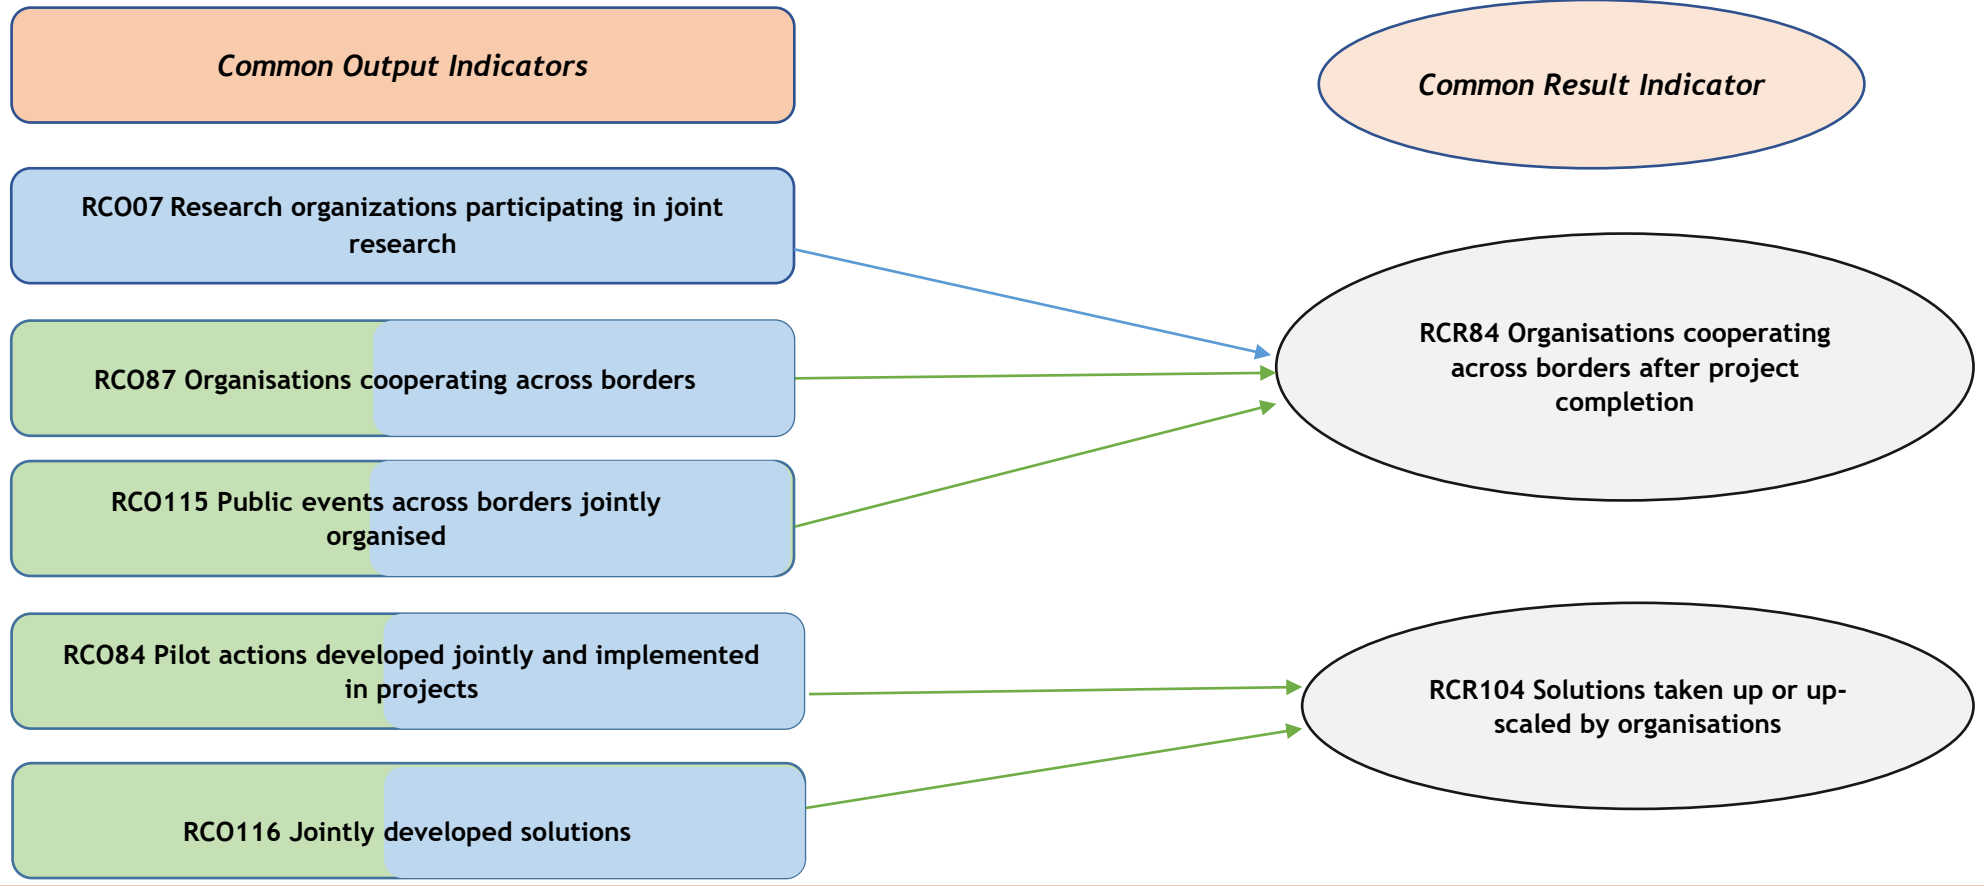 Common Output Indicators
Common Result Indicator
RCO07 Research organizations participating in joint
research
RCO87 Organisations cooperating across borders
RCO115 Public events across borders jointly
organised
RCR84 Organisations cooperating
across borders after project
completion
RCO84 Pilot actions developed jointly and implemented
in projects
RCO116 Jointly developed solutions
RCR104 Solutions taken up or up-
scaled by organisations